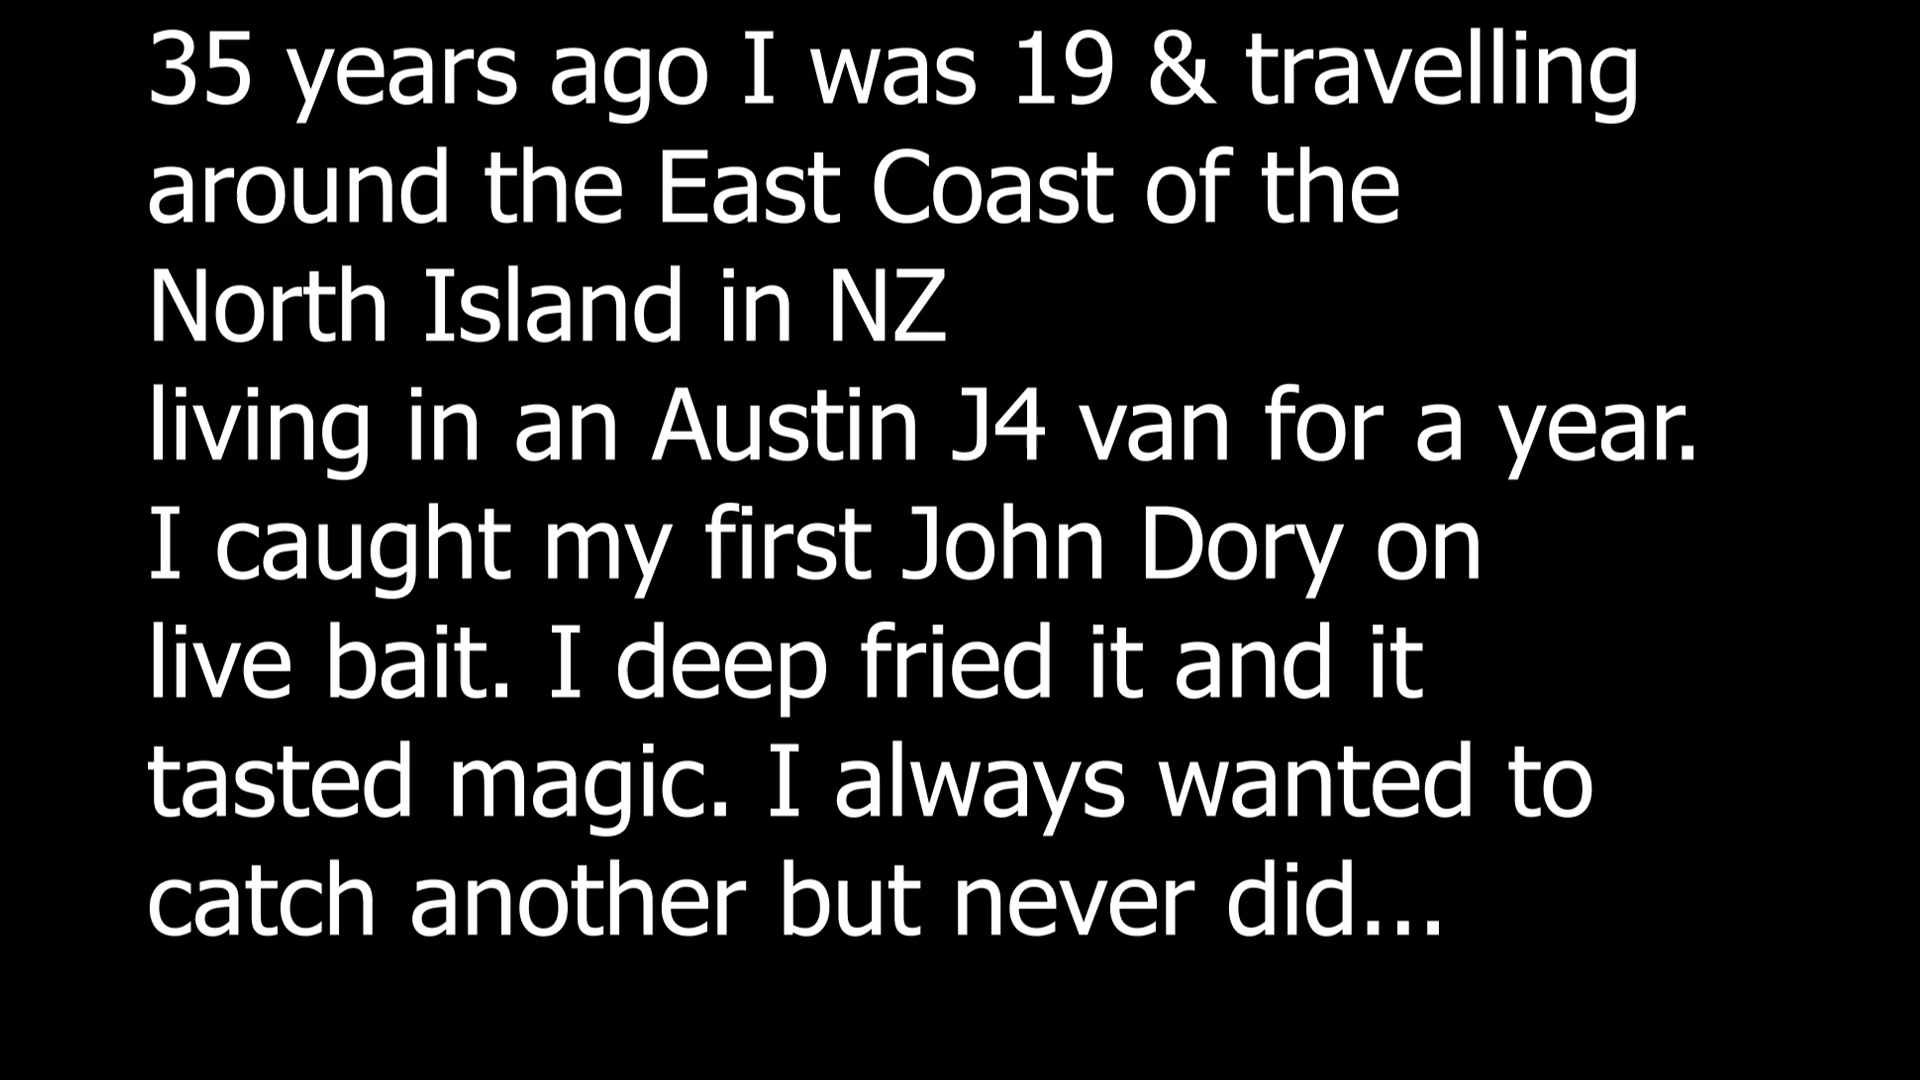 35 years ago I was 19 & travelling
around the East Coast of the
North Island in NZ
living in an Austin J4 van for a year.
I caught my first John Dory on
live bait. I deep fried it and it
tasted magic. I always wanted to
catch another but never did...